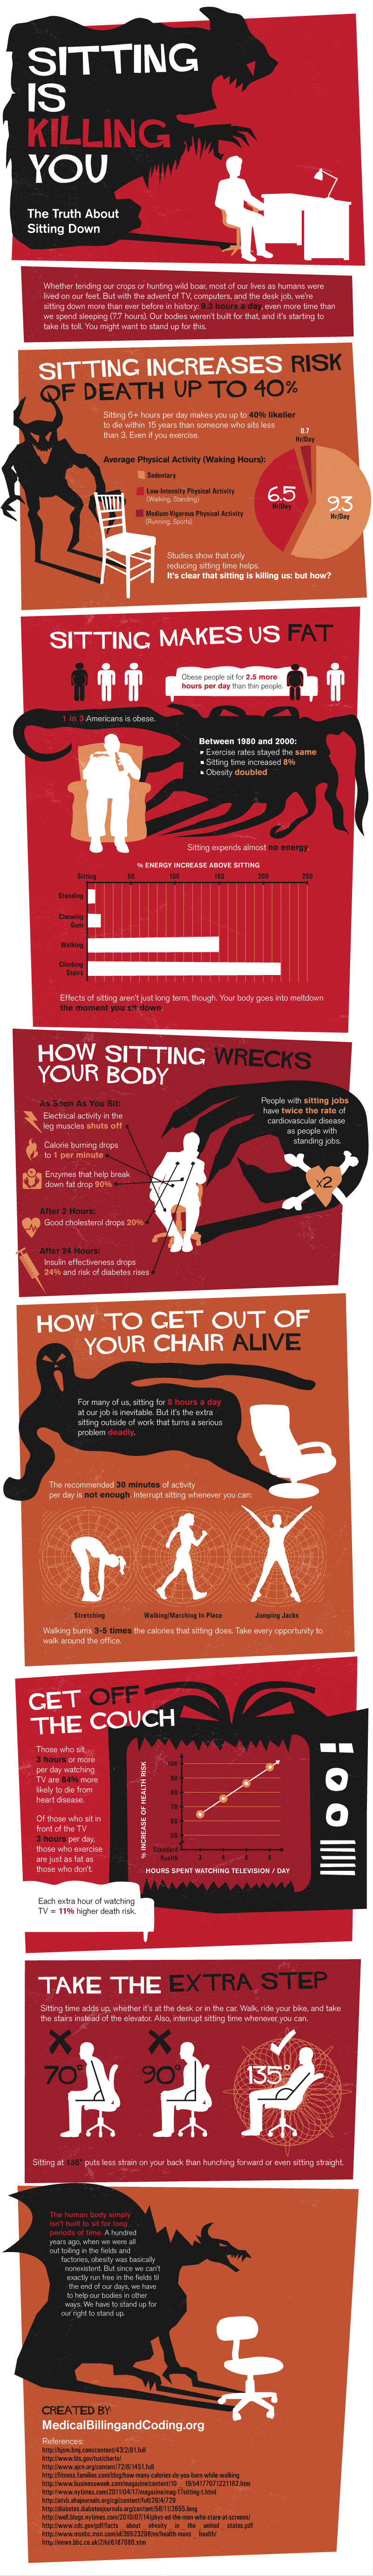 SITTING
IS
KILLING
YOU
The Truth About
Sitting Down
Whether tending our crops or hunting wild boar, most of our lives as humans were
lived on our feet. But with the advent of TV, computers, and the desk job, we're
sitting down more than ever before in history: 9.3 hours a day, even more time than
we spend sleeping (7.7 hours). Our bodies weren't built for that, and it's starting to
take its toll. You might want to stand up for this.
SITTING INCREASES RISK
OF DEATH UP TO 40%
Sitting 6+ hours per day makes you up to 40% likelier
to die within 15 years than someone who sits less
than 3. Even if you exercise.
0.7
Hr/Day
Average Physical Activity (Waking Hours):
Sedentary
Low-Intensity Physical Activity
(Walking, Standing)
Medium-Vigorous Physical Activity
(Running, Sports)
6.5
Hr/Day
9.3
Hr/Day
Studies show that only
reducing sitting time helps.
It's clear that sitting is killing us: but how?
SITTING MAKES US FAT
Obese people sit for 2.5 more
hours per day than thin people.
1 in 3 Americans is obese.
Between 1980 and 2000:
Exercise rates stayed the same
Sitting time increased 8%
Obesity doubled
Sitting expends almost no energy.
% ENERGY INCREASE ABOVE SITTING
Sitting 50 100 150 200 250
Standing
Chewing
Gum
Walking
Climbing
Stairs
Effects of sitting aren't just long term, though. Your body goes into meltdown
the moment you sit down.
HOW SITTING WRECKS
YOUR BODY
As Soon As You Sit:
Electrical activity in the
leg muscles shuts off
Calorie burning drops
to 1 per minute
Enzymes that help break
down fat drop 90%
After 2 Hours:
Good cholesterol drops 20%
After 24 Hours:
Insulin effectiveness drops
24% and risk of diabetes rises
People with sitting jobs
have twice the rate of
cardiovascular disease
as people with
standing jobs.
x2
HOW TO GET OUT OF
YOUR CHAIR ALIVE
For many of us, sitting for 8 hours a day
at our job is inevitable. But it's the extra
sitting outside of work that turns a serious
problem deadly.
The recommended 30 minutes of activity
per day is not enough. Interrupt sitting whenever you can:
Stretching
Walking/Marching In Place
Jumping Jacks
Walking burns 3-5 times the calories that sitting does. Take every opportunity to
walk around the office.
GET OFF
THE COUCH
Those who sit
3 hours or more
per day watching
TV are 64% more
likely to die from
heart disease.
Of those who sit in
front of the TV
3 hours per day,
those who exercise
are just as fat as
those who don't.
Each extra hour of watching
TV = 11% higher death risk.
% INCREASE OF HEALTH RISK
100
90
80
70
60
50
Standard
Health
3
HOURS SPENT WATCHING TELEVISION / DAY
TAKE THE EXTRA STEP
Sitting time adds up, whether it's at the desk or in the car. Walk, ride your bike, and take
the stairs instead of the elevator. Also, interrupt sitting time whenever you can.
70°
90°
135°
Sitting at 135° puts less strain on your back than hunching forward or even sitting straight.
The human body simply
isn't built to sit for long
periods of time. A hundred
years ago, when we were all
out toiling in the fields and
factories, obesity was basically
nonexistent. But since we can't
exactly run free in the fields til
the end of our days, we have
to help our bodies in other
ways. We have to stand up for
our right to stand up.
CREATED BY:
MedicalBillingandCoding.org
References:
http://bjsm.bmj.com/content/43/2/81.full
http://www.bls.gov/tus/charts/
http://www.ajcn.org/content/72/6/1451.full
http://fitness.families.com/blog/how-many-calories-do-you-burn-while-walking
http://www.businessweek.com/magazine/content/10 19/b4177071221162.htm
http://www.nytimes.com/2011/04/17/magazine/mag-17sitting-t.html
http://atvb.ahajournals.org/cgi/content/full/26/4/729
http://diabetes.diabetesjournals.org/content/56/11/2655.long
http://well.blogs.nytimes.com/2010/07/14/phys-ed-the-men-who-stare-at-screens/
http://www.cdc.gov/pdf/facts about obesity in the united states.pdf
http://www.msnbc.msn.com/id/39523298/ns/health-mens health/
http://news.bbc.co.uk/2/hi/6187080.stm